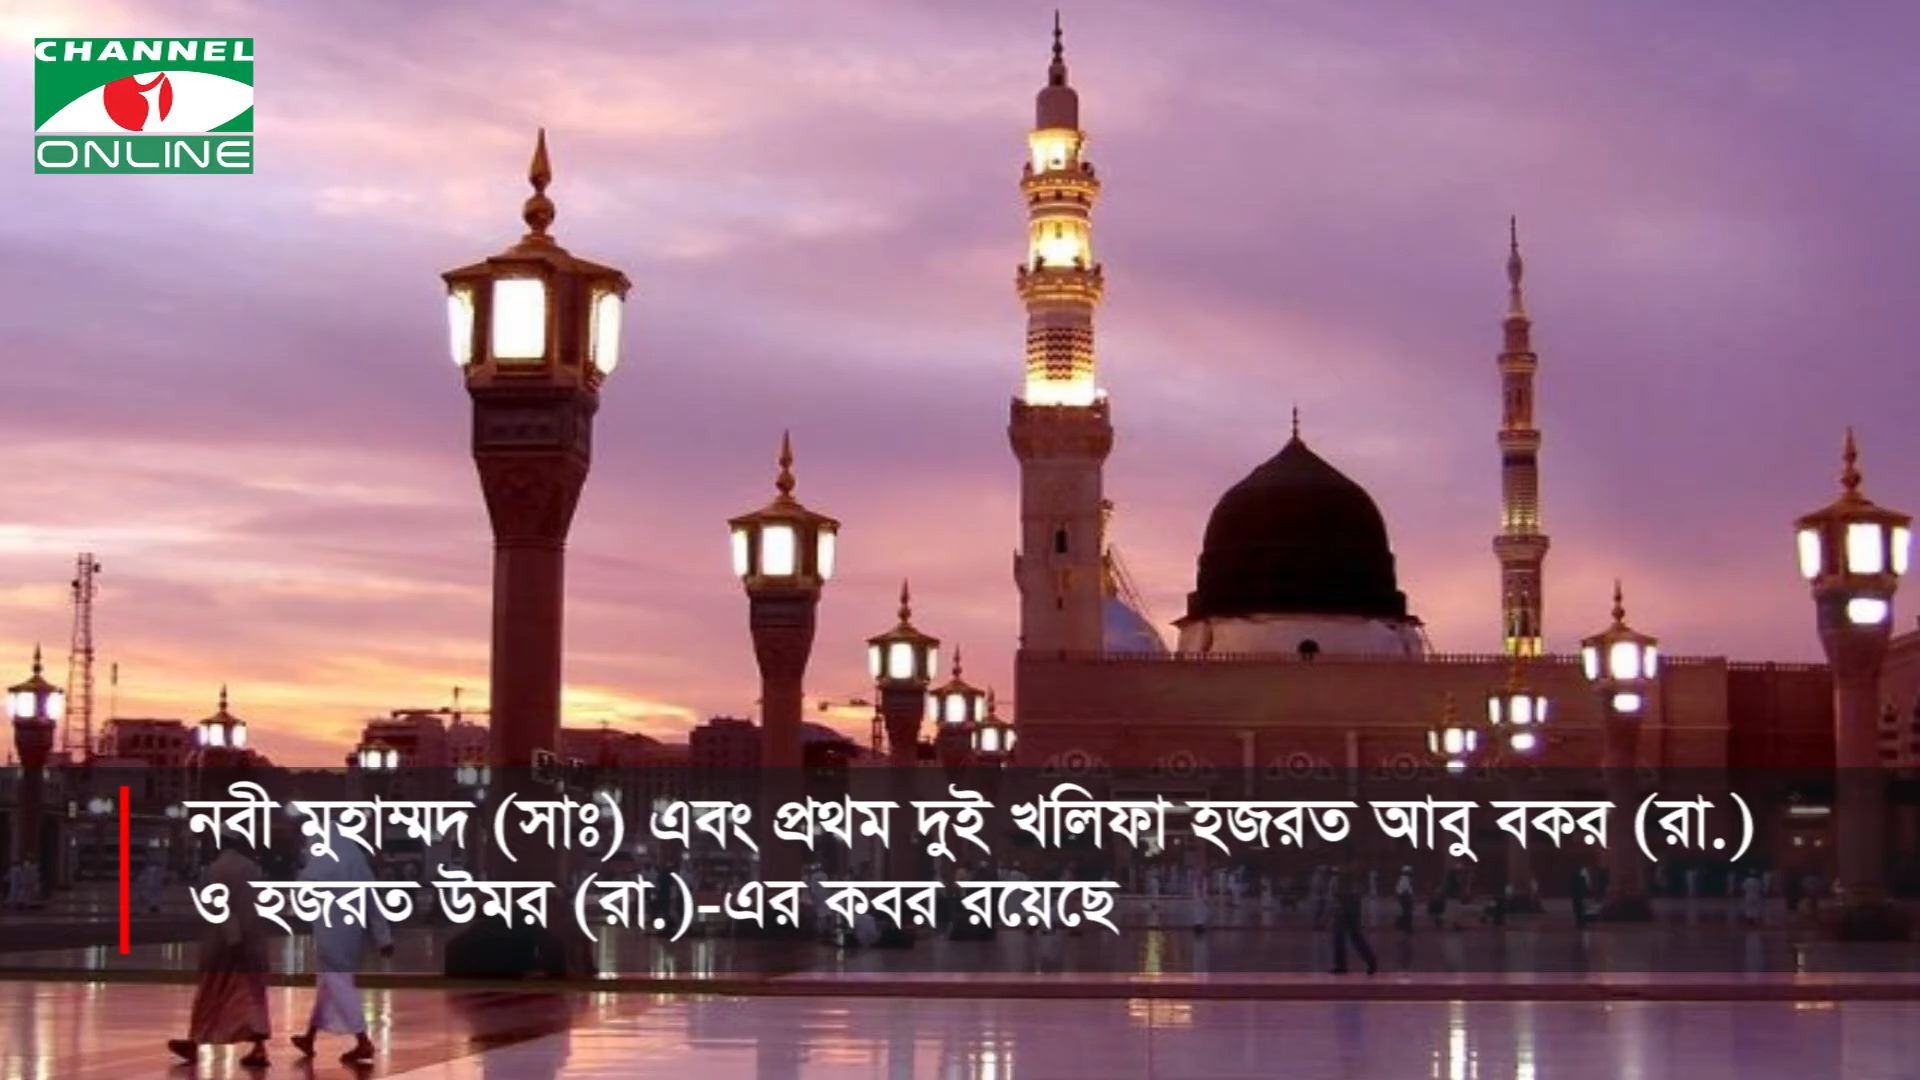 CHANNEL
ONLINE
নবী মুহাম্মদ (সাঃ) এবং প্রথম দুই খলিফা হজরত আবু বকর (রা.)
ও হজরত উমর (রা.)-এর কবর রয়েছে